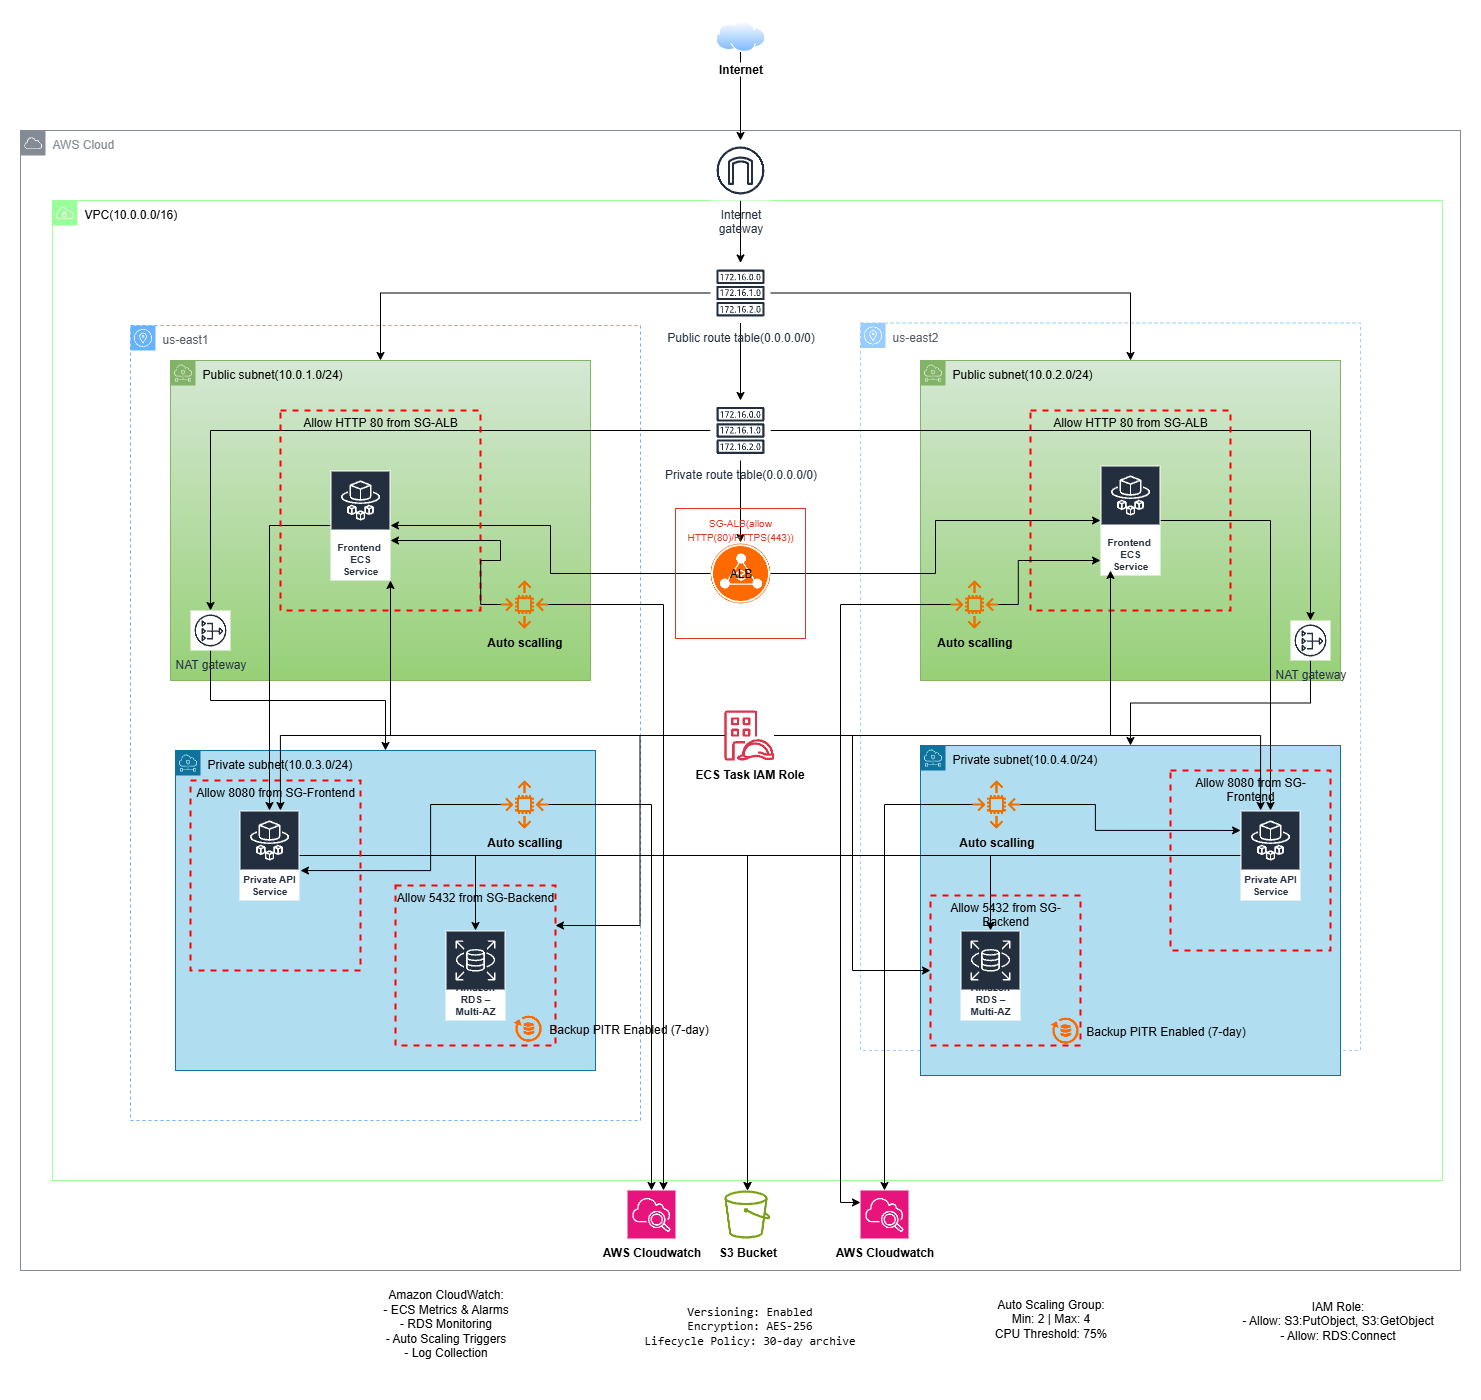 Internet
AWS Cloud
VPC(10.0.0.0/16)
Internet
gateway
172.16.0.0
172.16.1.0
172.16.2.0
Public route table(0.0.0.0/0)
us-east1
us-east2
Public subnet(10.0.1.0/24)
Public subnet(10.0.2.0/24)
172.16.0.0
172.16.1.0
172.16.2.0
Private route table(0.0.0.0/0)
Allow HTTP 80 from SG-ALB
Allow HTTP 80 from SG-ALB
SG-ALB(allow
HTTP(80)/HTTPS(443))
ALB
Frontend
ECS
Service
Frontend
ECS
Service
Auto scalling
Auto scalling
NAT gateway
NAT gateway
ECS Task IAM Role
Private subnet(10.0.3.0/24)
Private subnet(10.0.4.0/24)
Allow 8080 from SG-Frontend
Allow 8080 from SG-
Frontend
Auto scalling
Auto scalling
Private API
Service
Private API
Service
Allow 5432 from SG-Backend
Allow 5432 from SG-
Backend
Amazon
RDS –
Multi-AZ
Amazon
RDS –
Multi-AZ
Backup PITR Enabled (7-day)
Backup PITR Enabled (7-day)
AWS Cloudwatch
S3 Bucket
AWS Cloudwatch
Amazon CloudWatch:
- ECS Metrics & Alarms
- RDS Monitoring
- Auto Scaling Triggers
- Log Collection
Versioning: Enabled
Encryption: AES-256
Lifecycle Policy: 30-day archive
Auto Scaling Group:
Min: 2 | Max: 4
CPU Threshold: 75%
IAM Role:
- Allow: S3:PutObject, S3:GetObject
- Allow: RDS:Connect